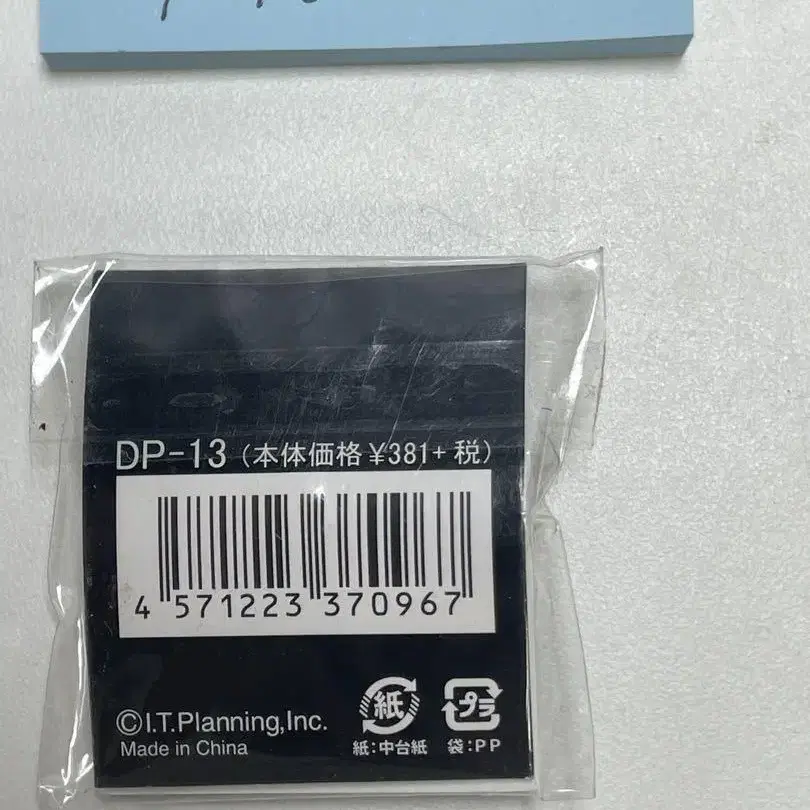 DP-13 (本体価格¥381+税)
4 571223 370967
紙 プラ
©I.T.Planning,Inc.
Made in China
紙:中台紙 袋:PP